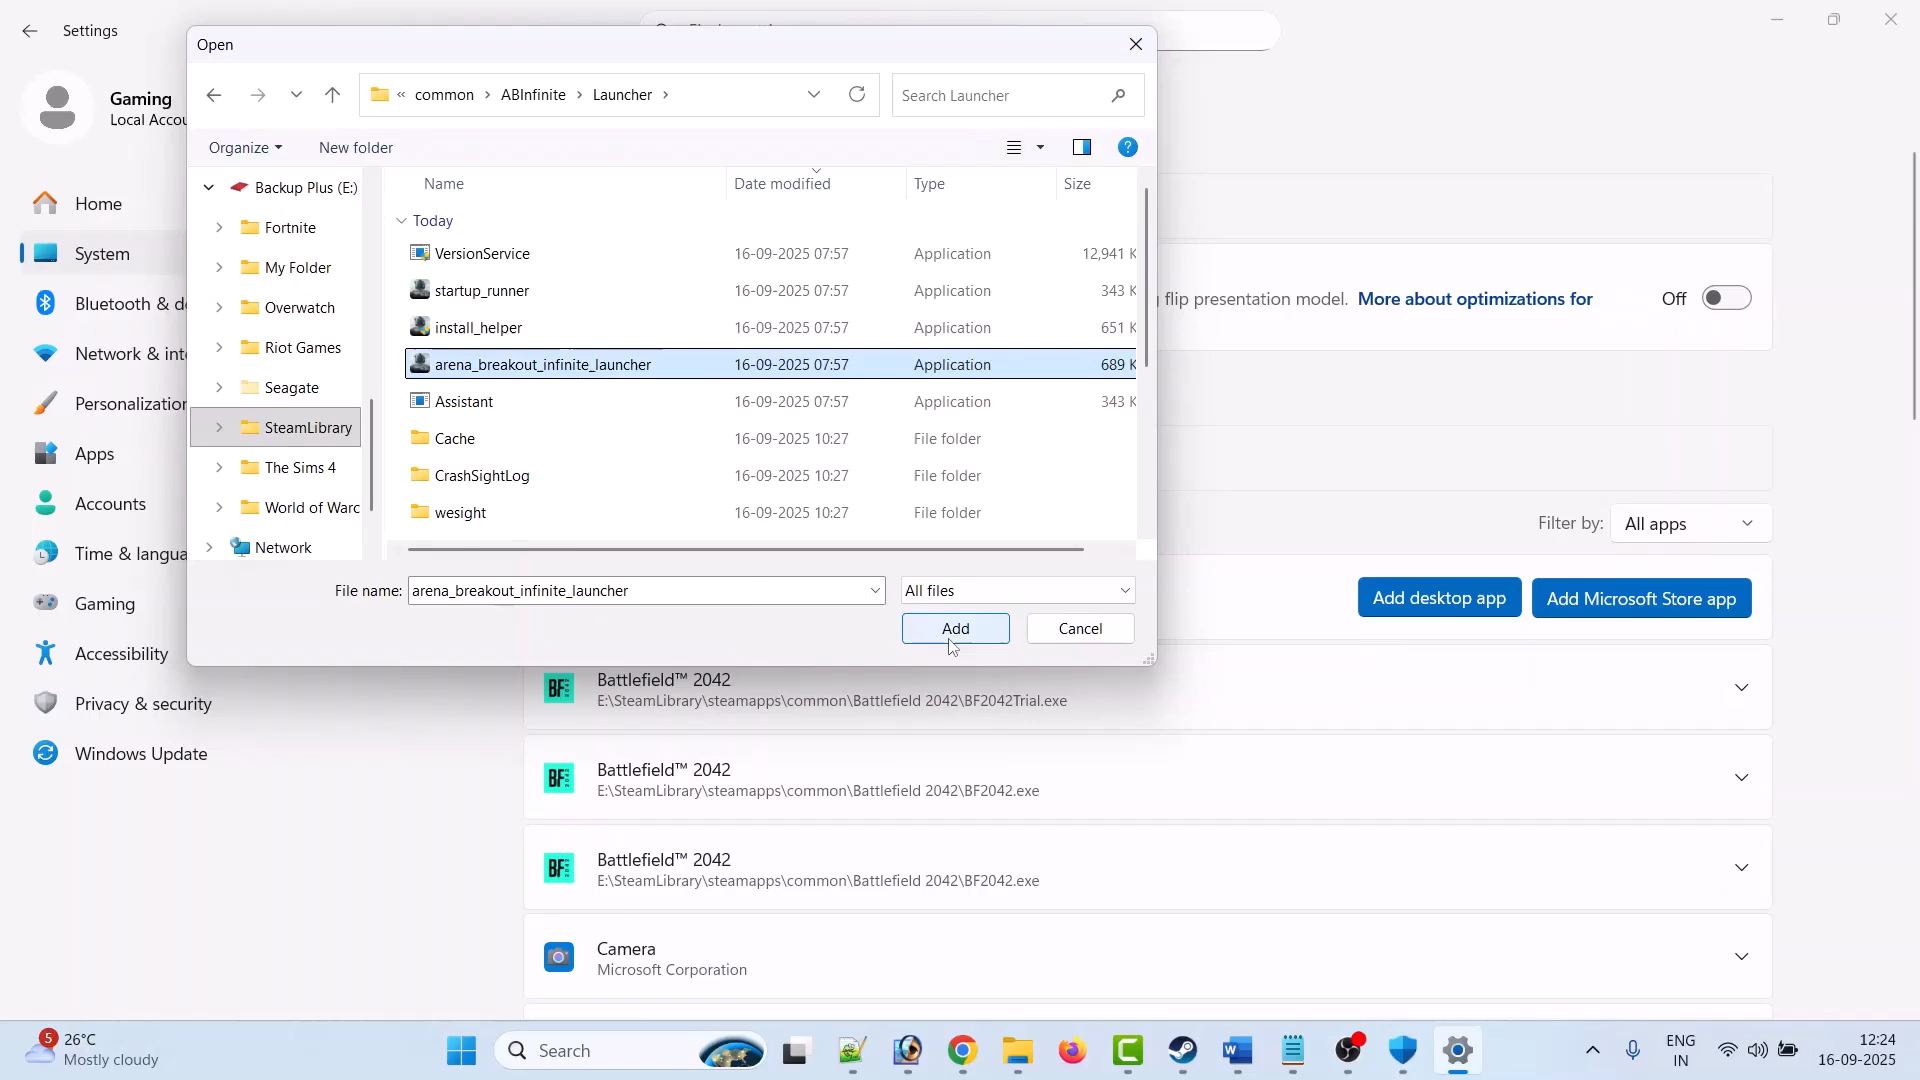 Settings
Gaming
Local Accou
Home
System
Bluetooth & de
Network & inte
Personalization
Apps
Accounts
Time & langua
Gaming
Accessibility
Privacy & security
Windows Update
Open
« common › ABInfinite › Launcher ›
Search Launcher
Organize
New folder
?
Backup Plus (E:)
Fortnite
My Folder
Overwatch
Riot Games
Seagate
SteamLibrary
The Sims 4
World of Warc
Network
Name Date modified Type Size
Today
VersionService 16-09-2025 07:57 Application 12,941 K
startup_runner 16-09-2025 07:57 Application 343 K
install_helper 16-09-2025 07:57 Application 651 K
arena_breakout_infinite_launcher 16-09-2025 07:57 Application 689 K
Assistant 16-09-2025 07:57 Application 343 K
Cache 16-09-2025 10:27 File folder
CrashSightLog 16-09-2025 10:27 File folder
wesight 16-09-2025 10:27 File folder
File name: arena_breakout_infinite_launcher All files
Add Cancel
flip presentation model. More about optimizations for Off
Filter by: All apps
Add desktop app Add Microsoft Store app
Battlefield™ 2042
E:\SteamLibrary\steamapps\common\Battlefield 2042\BF2042Trial.exe
Battlefield™ 2042
E:\SteamLibrary\steamapps\common\Battlefield 2042\BF2042.exe
Battlefield™ 2042
E:\SteamLibrary\steamapps\common\Battlefield 2042\BF2042.exe
Camera
Microsoft Corporation
5
26°C
Mostly cloudy
Search
ENG
IN
12:24
16-09-2025